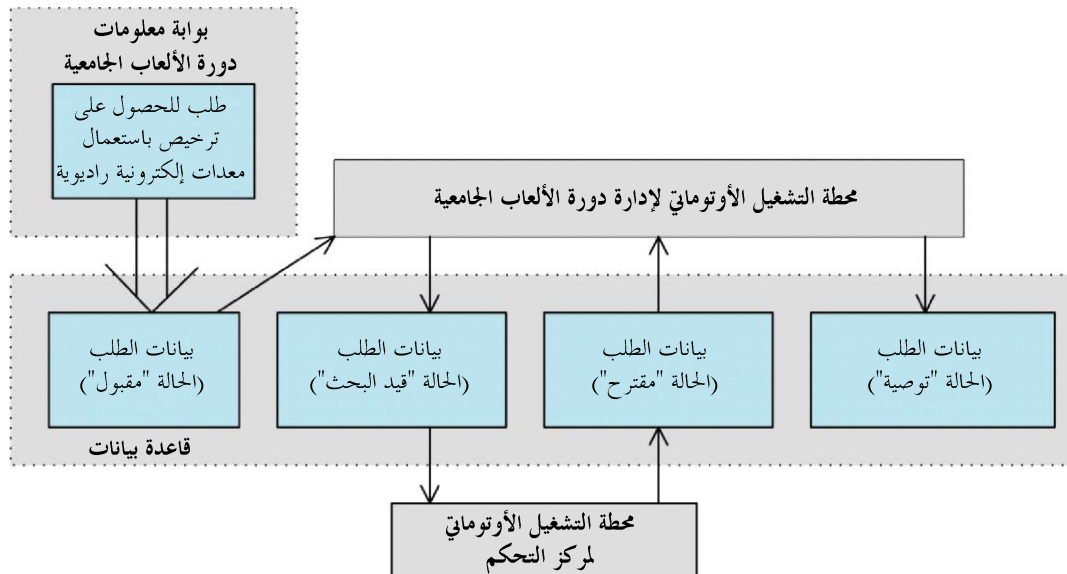 بوابة معلومات
دورة الألعاب الجامعية
طلب للحصول على
ترخيص باستعمال
معدات إلكترونية راديوية
محطة التشغيل الأوتوماتي لإدارة دورة الألعاب الجامعية
بيانات الطلب
(الحالة "مقبول")
بيانات الطلب
(الحالة "قيد البحث")
بيانات الطلب
(الحالة "مقترح")
بيانات الطلب
(الحالة "توصية")
قاعدة بيانات
محطة التشغيل الأوتوماتي
لمركز التحكم